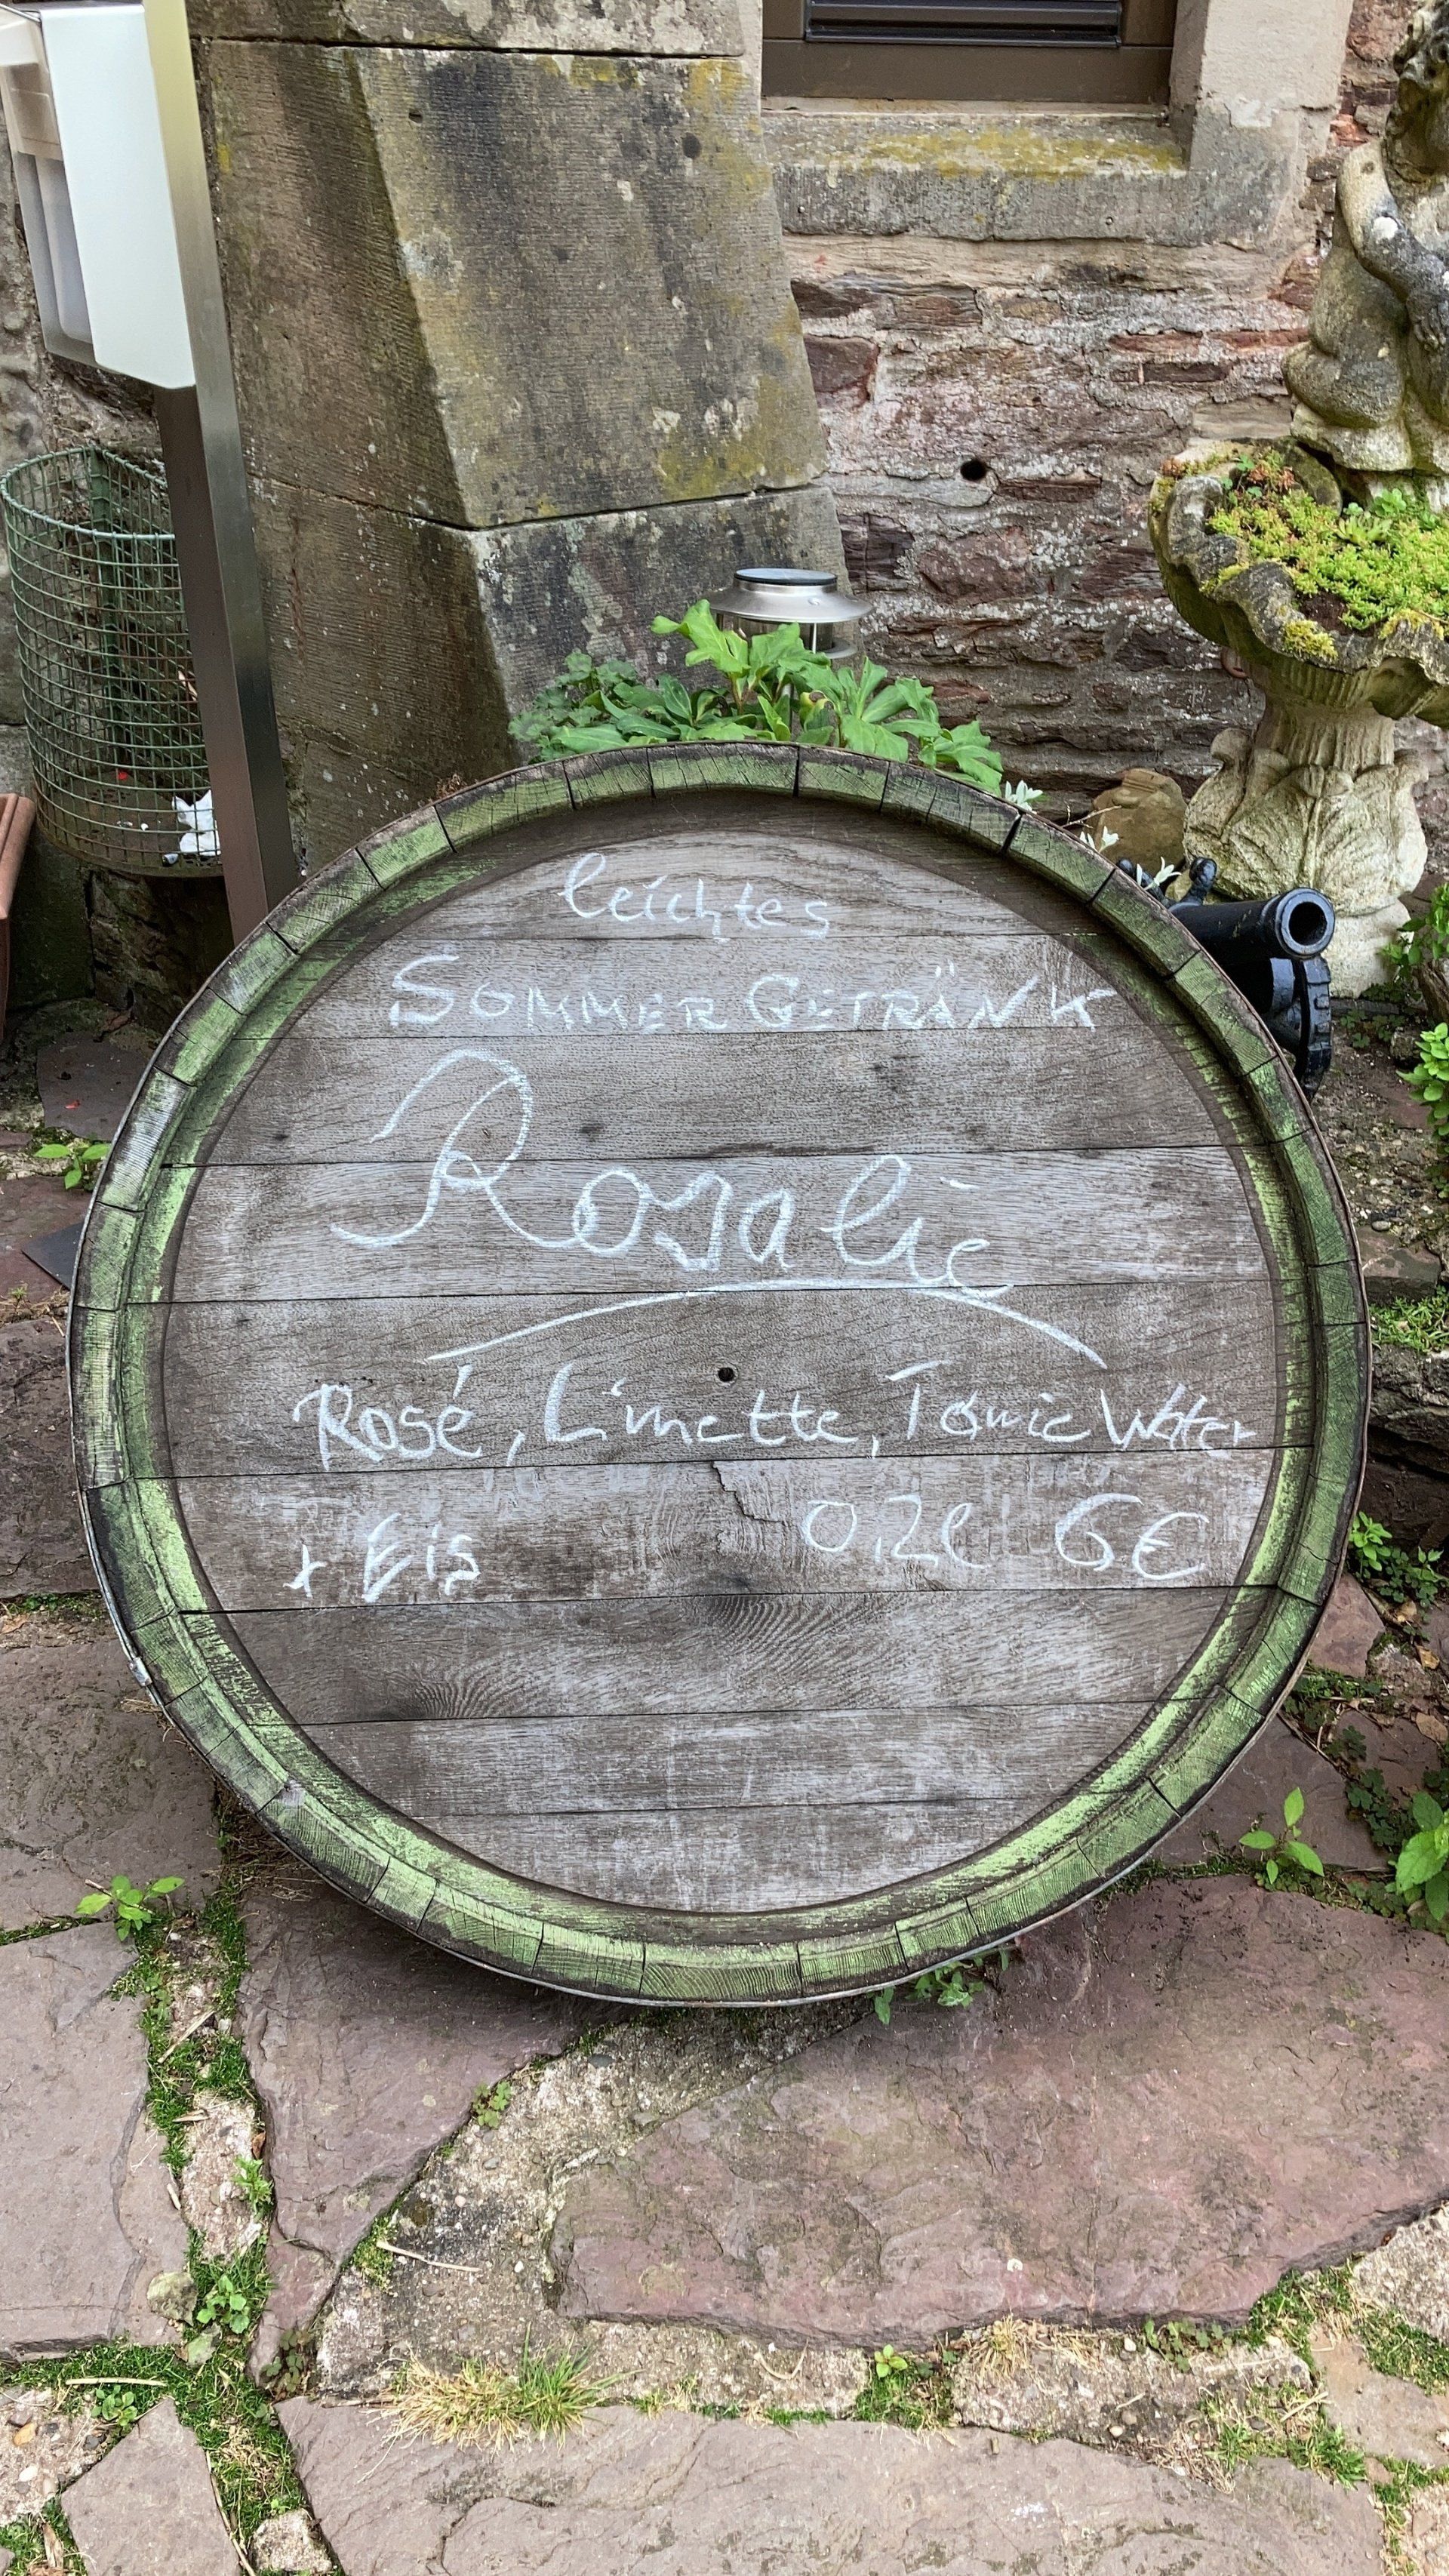 leichtes
SOMMERGETRÄNK
Rosalie
Rosé, Limette, Tonic Water
+ Eis 0,2l 6€